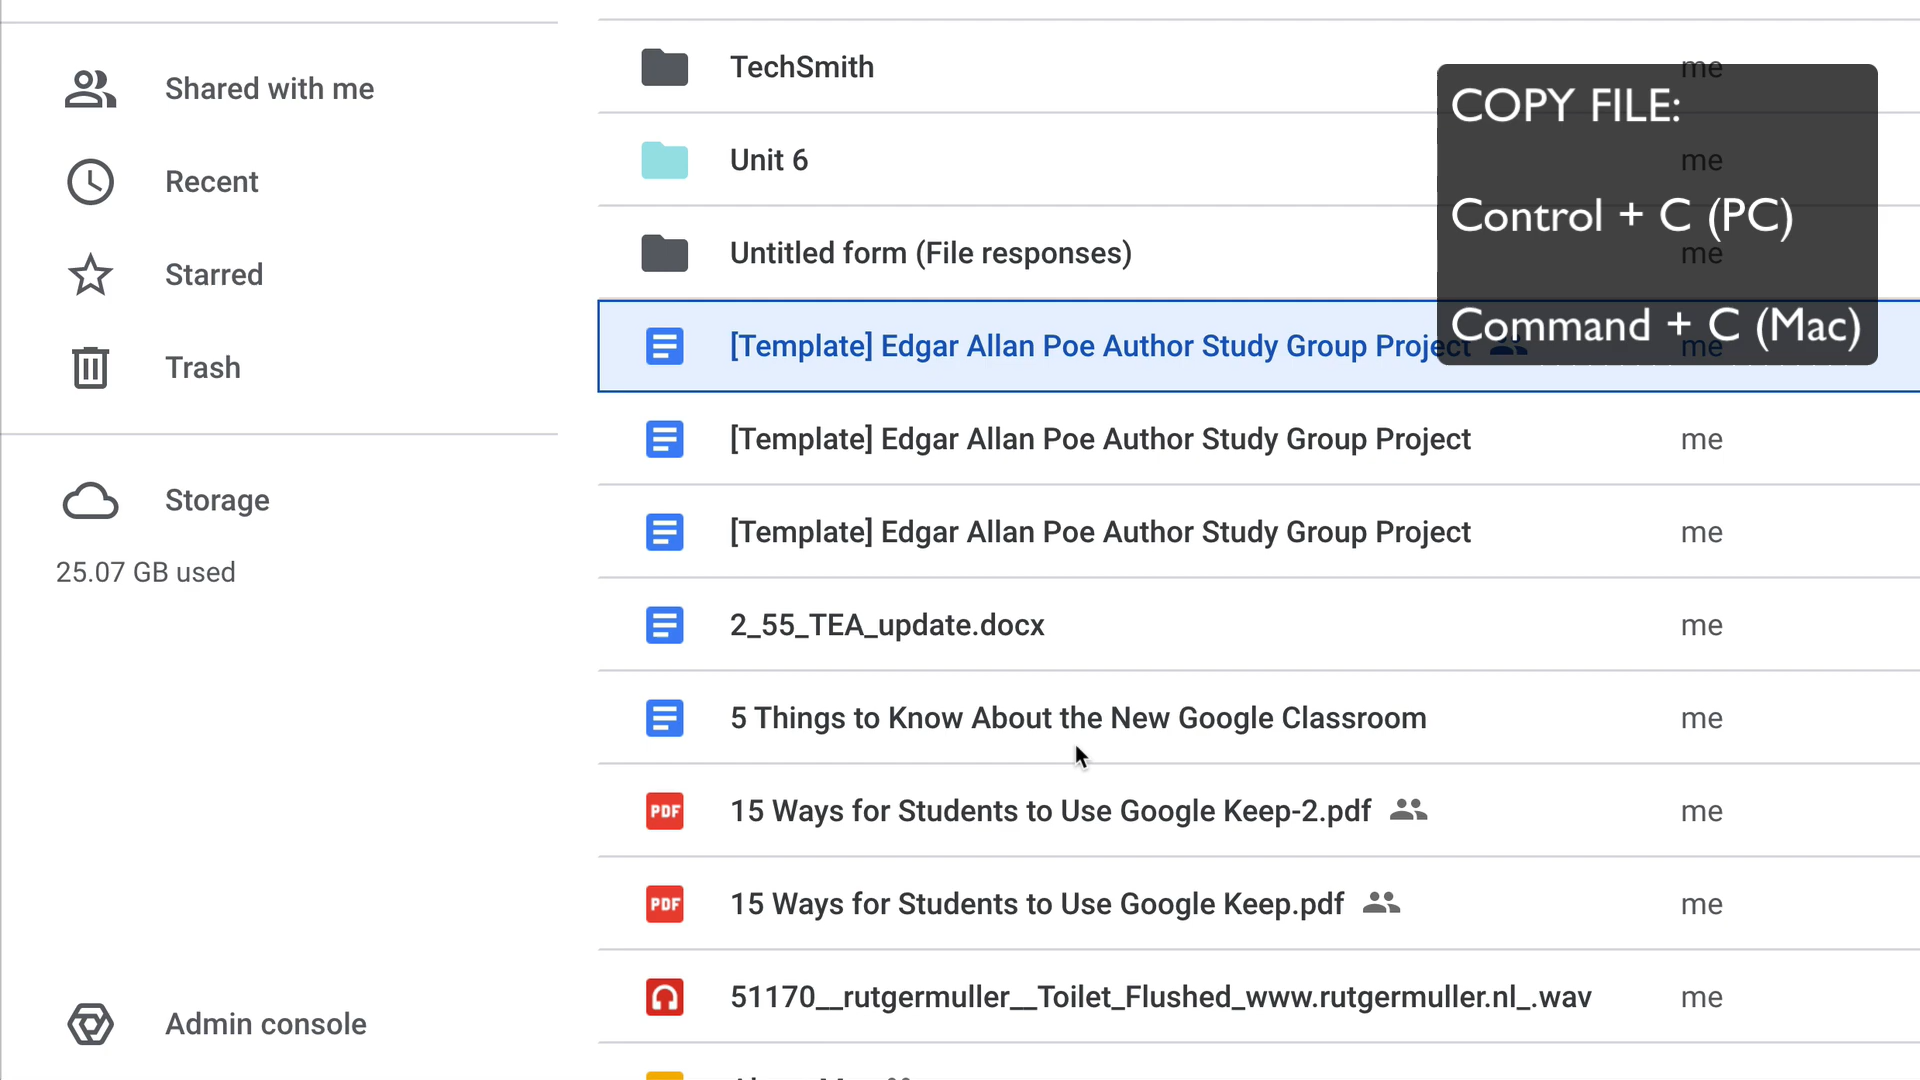 Shared with me
Recent
Starred
Trash
Storage
25.07 GB used
Admin console
TechSmith me
Unit 6 me
Untitled form (File responses) me
[Template] Edgar Allan Poe Author Study Group Project me
[Template] Edgar Allan Poe Author Study Group Project me
[Template] Edgar Allan Poe Author Study Group Project me
2_55_TEA_update.docx me
5 Things to Know About the New Google Classroom me
PDF 15 Ways for Students to Use Google Keep-2.pdf me
PDF 15 Ways for Students to Use Google Keep.pdf me
51170__rutgermuller__Toilet_Flushed_www.rutgermuller.nl_.wav me
COPY FILE:
Control + C (PC)
Command + C (Mac)